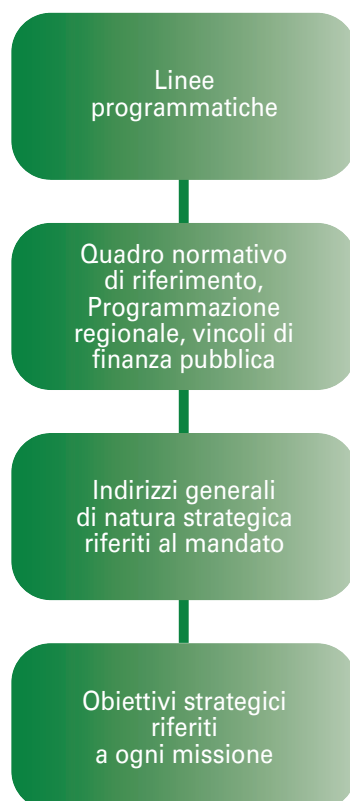 Linee
programmatiche
Quadro normativo
di riferimento,
Programmazione
regionale, vincoli di
finanza pubblica
Indirizzi generali
di natura strategica
riferiti al mandato
Obiettivi strategici
riferiti
a ogni missione